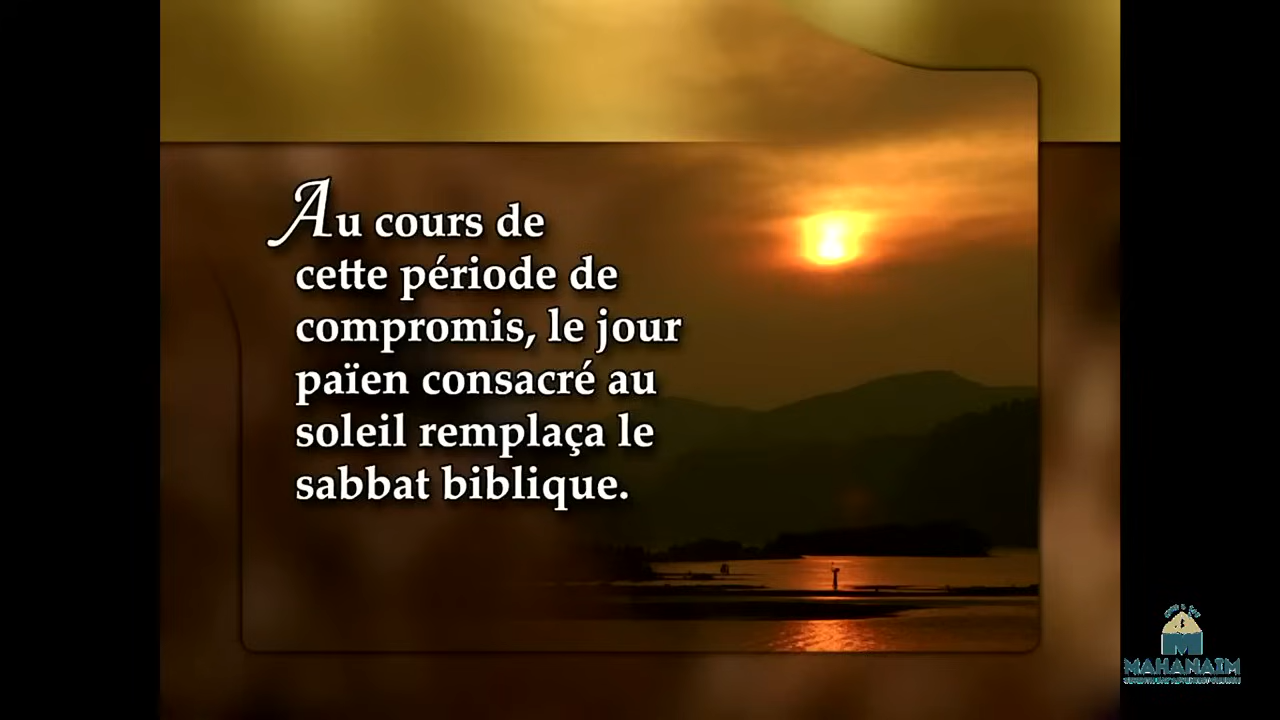 Au cours de
cette période de
compromis, le jour
païen consacré au
soleil remplaça le
sabbat biblique.
MAHANAIM